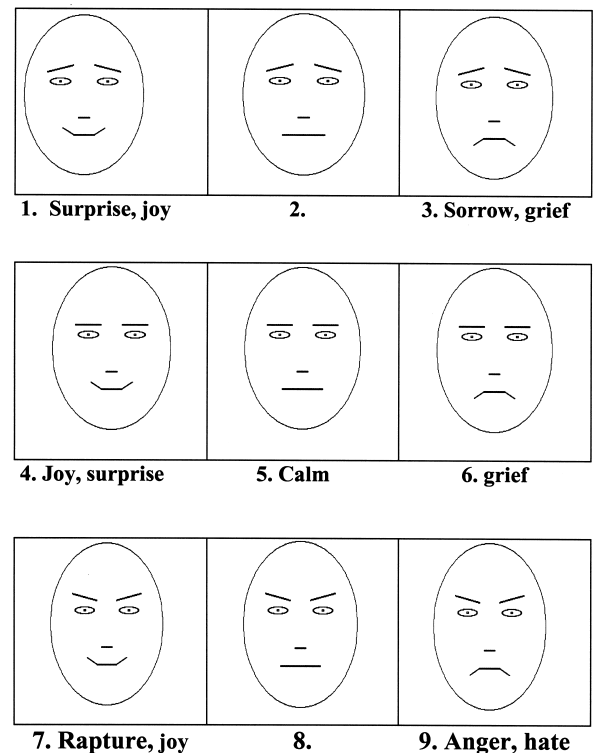 1. Surprise, joy
2.
3. Sorrow, grief
4. Joy, surprise
5. Calm
6. grief
7. Rapture, joy
8.
9. Anger, hate